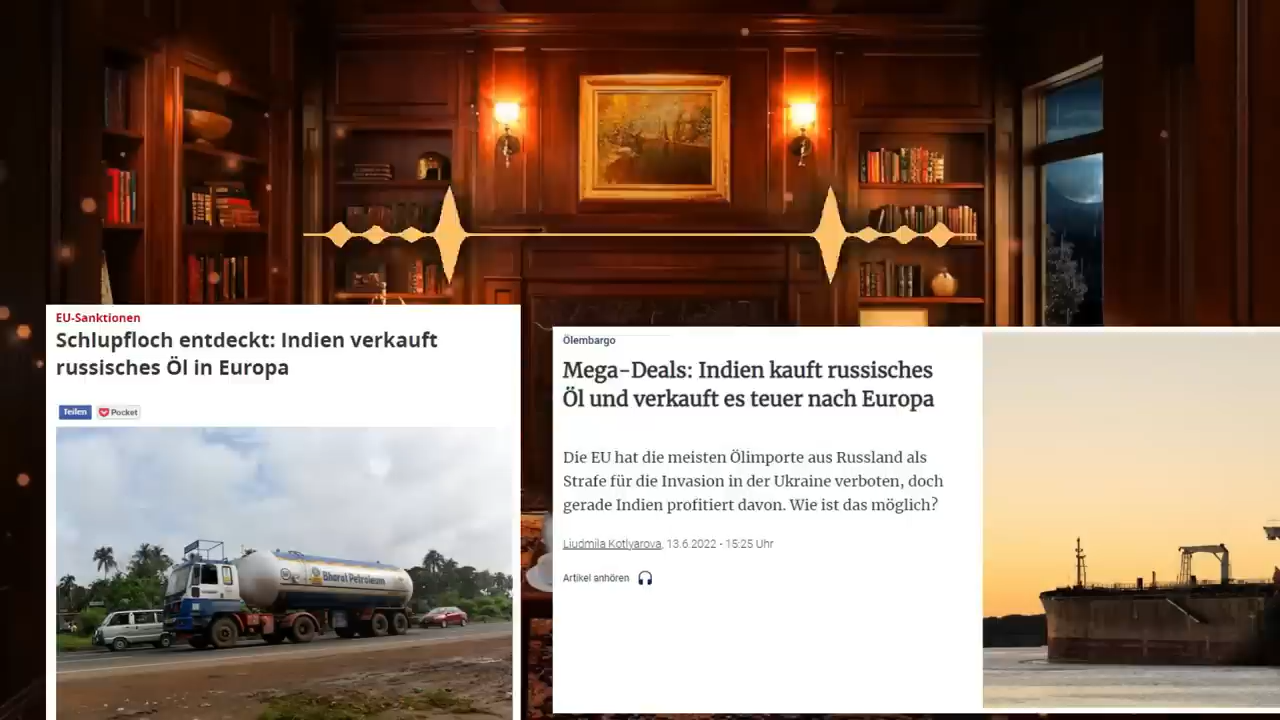 EU-Sanktionen
Schlupfloch entdeckt: Indien verkauft
russisches Öl in Europa
Teilen
Pocket
Bharat Petroleum
Ölembargo
Mega-Deals: Indien kauft russisches
Öl und verkauft es teuer nach Europa
Die EU hat die meisten Ölimporte aus Russland als
Strafe für die Invasion in der Ukraine verboten, doch
gerade Indien profitiert davon. Wie ist das möglich?
Liudmila Kotlyarova, 13.6.2022 - 15:25 Uhr
Artikel anhören